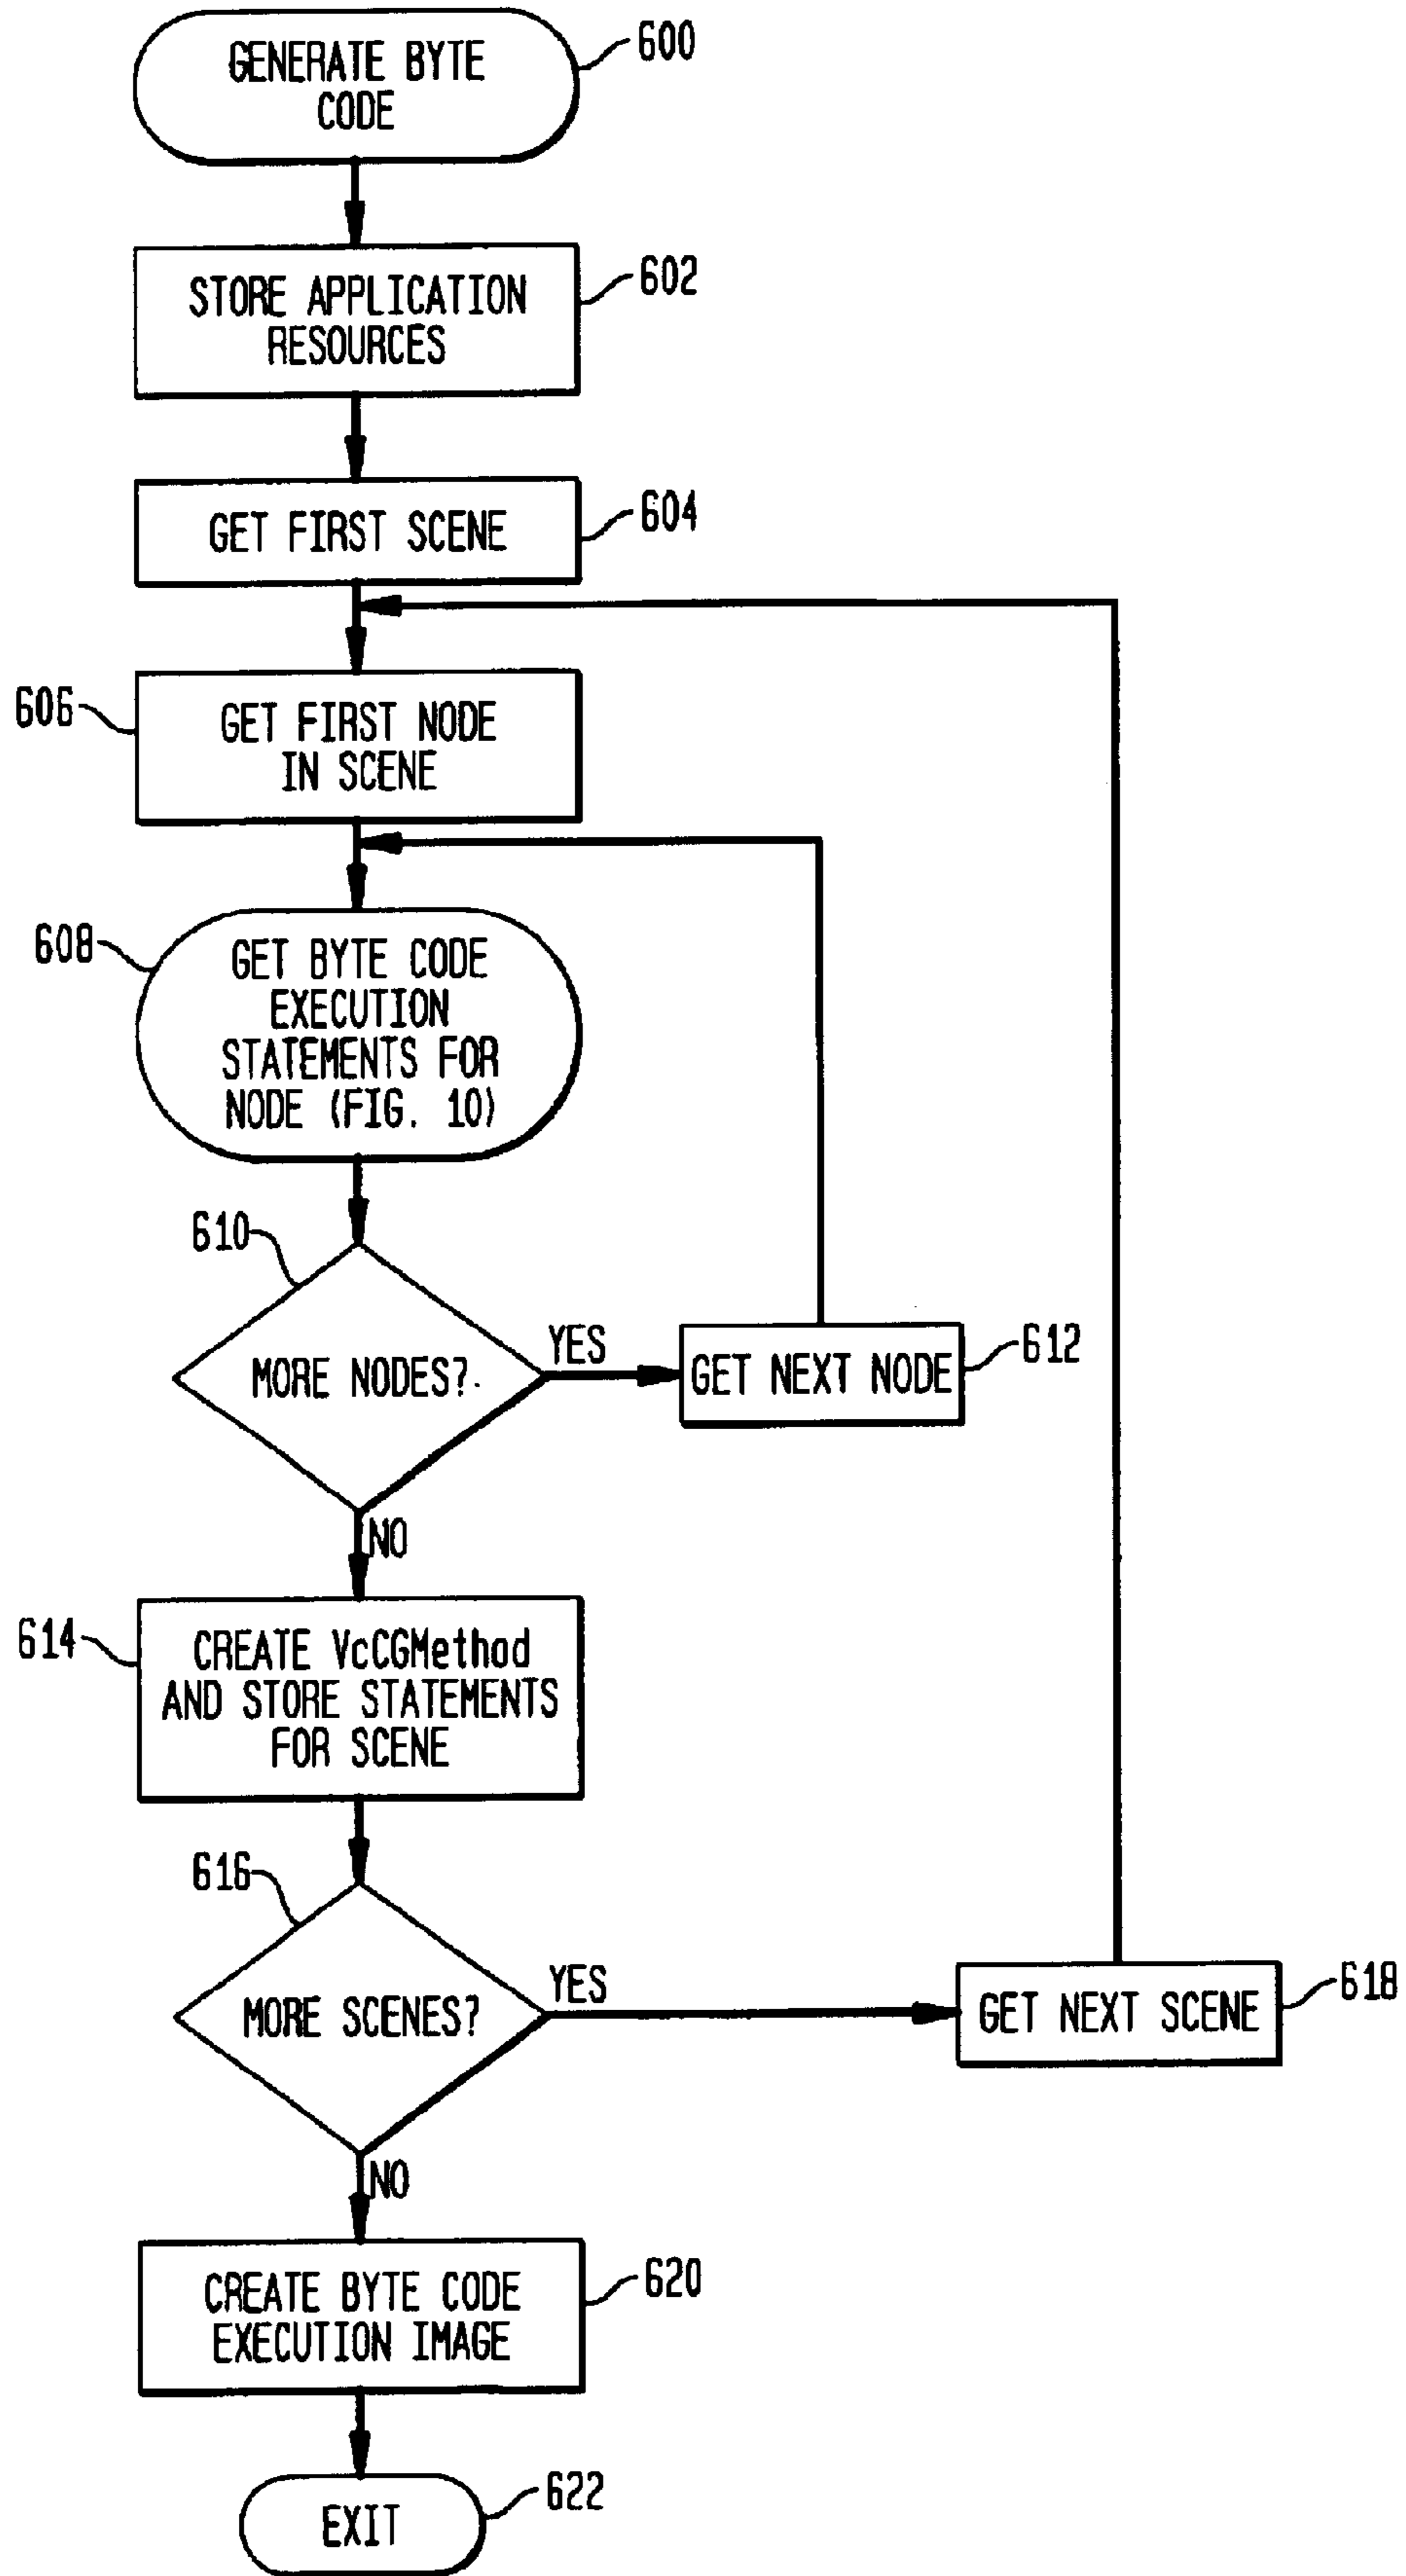 GENERATE BYTE
CODE
600
STORE APPLICATION
RESOURCES
602
GET FIRST SCENE
604
606
GET FIRST NODE
IN SCENE
608
GET BYTE CODE
EXECUTION
STATEMENTS FOR
NODE (FIG. 10)
610
MORE NODES?
YES
GET NEXT NODE
612
NO
614
CREATE VcCGMethod
AND STORE STATEMENTS
FOR SCENE
616
MORE SCENES?
YES
GET NEXT SCENE
618
NO
CREATE BYTE CODE
EXECUTION IMAGE
620
EXIT
622